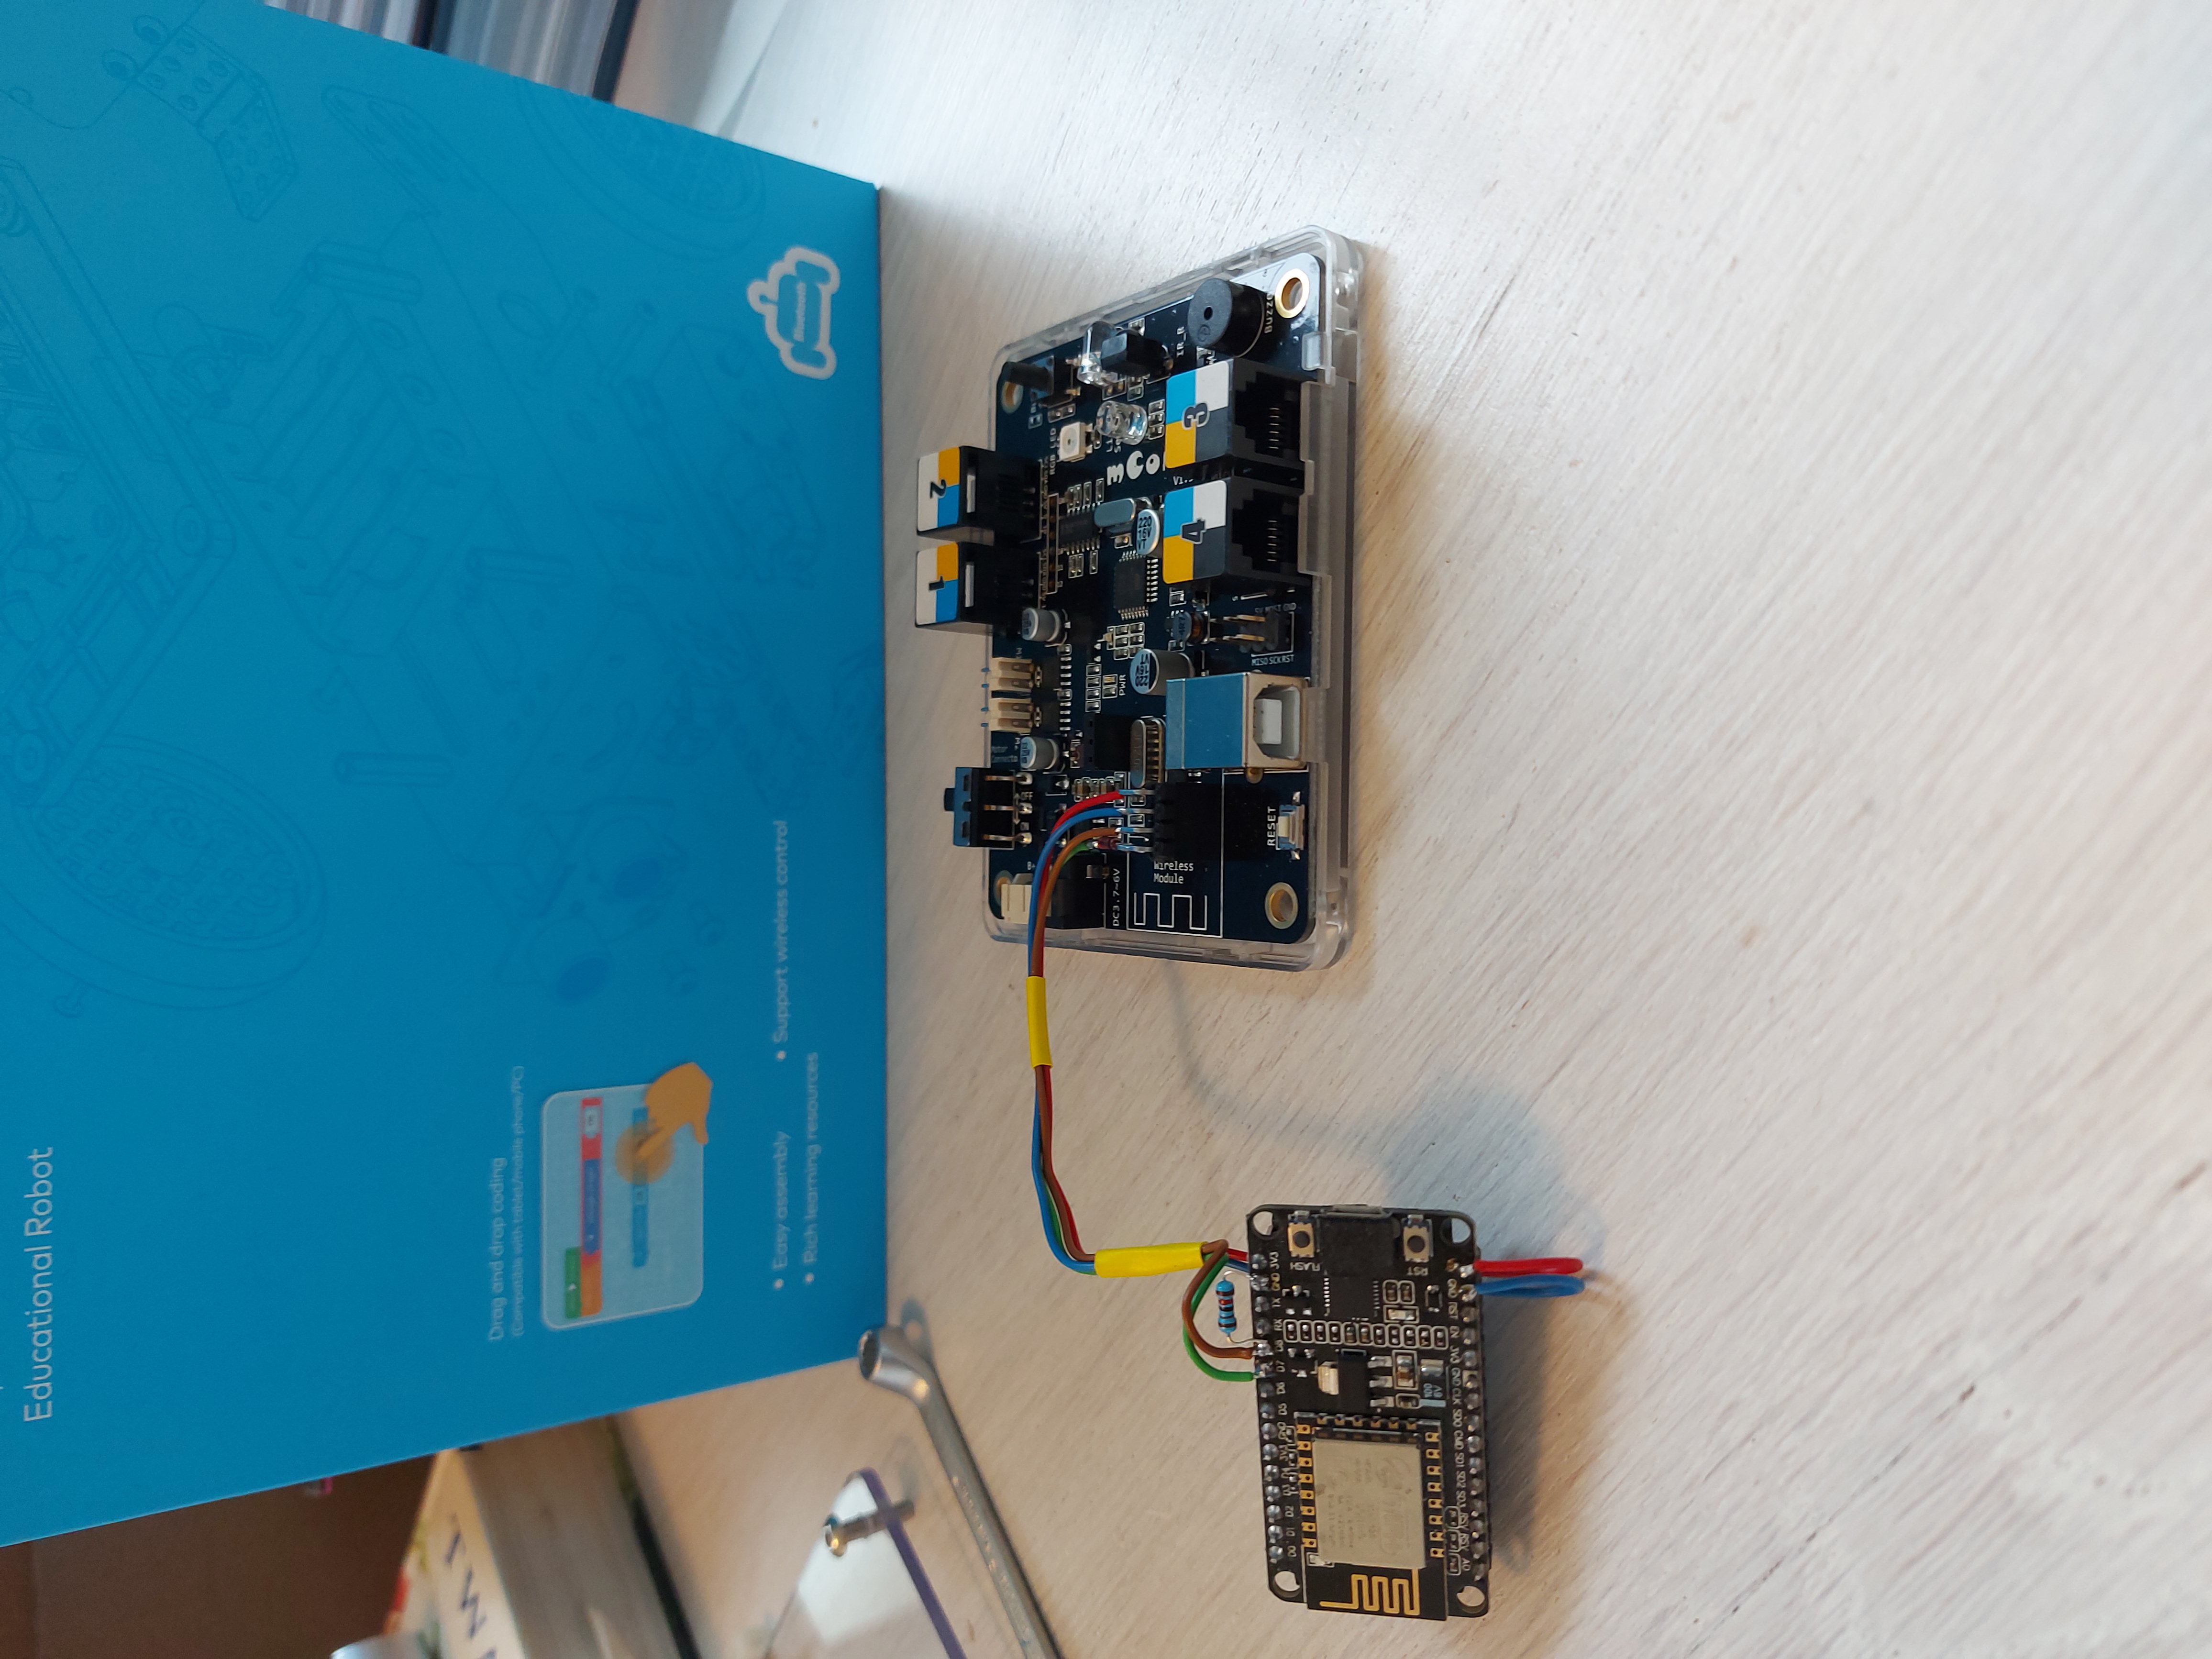 Educational Robot
Drag and drop coding
(Compatible with tablet/mobile phone/PC)
• Easy assembly
• Support wireless control
• Rich learning resources
Bluetooth
TWA
1
2
RGB LED
DC3.7~6V
PWR
mCo
Wireless
Module
4
3
IR_R
Buzze
RESET
D0 D1 D2 D3 D4 3V3 GND D5 D6 D7 D8 RX TX GND 3V3
FLASH
RST
A0 RSV RSV SD3 SD2 SD1 CMD SD0 CLK GND 3V3 EN RST GND